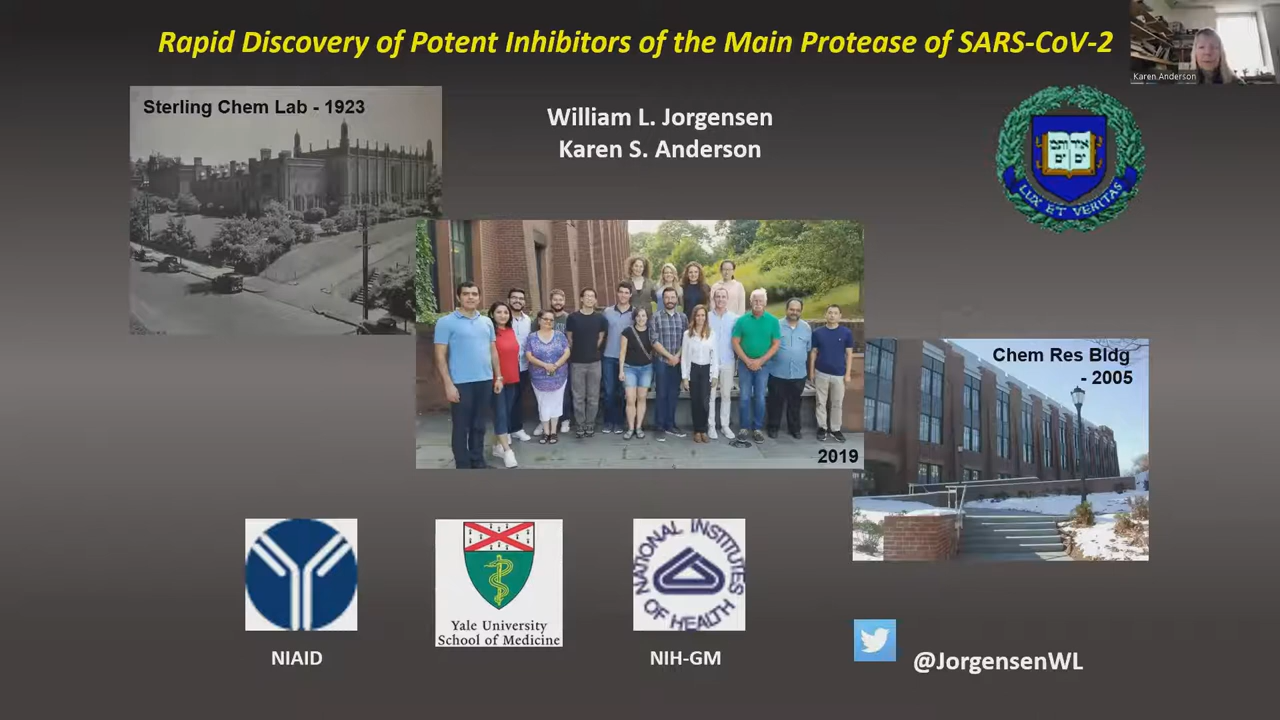 Rapid Discovery of Potent Inhibitors of the Main Protease of SARS-CoV-2
Karen Anderson
Sterling Chem Lab - 1923
William L. Jorgensen
Karen S. Anderson
אורים
ותמים
LUX ET VERITAS
2019
Chem Res Bldg
- 2005
NIAID
Yale University
School of Medicine
NATIONAL INSTITUTES
OF HEALTH
NIH-GM
@JorgensenWL